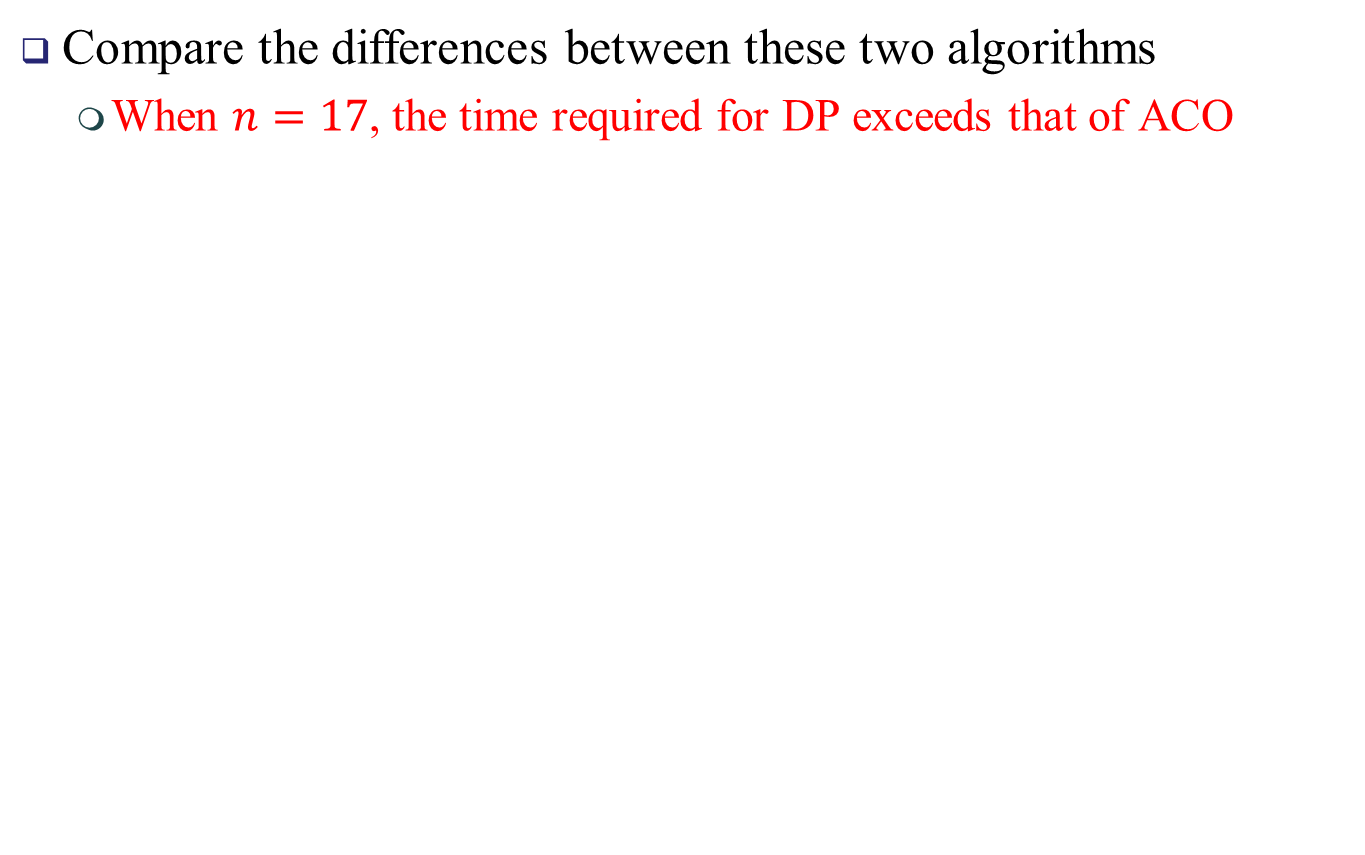 Compare the differences between these two algorithms
When n = 17, the time required for DP exceeds that of ACO